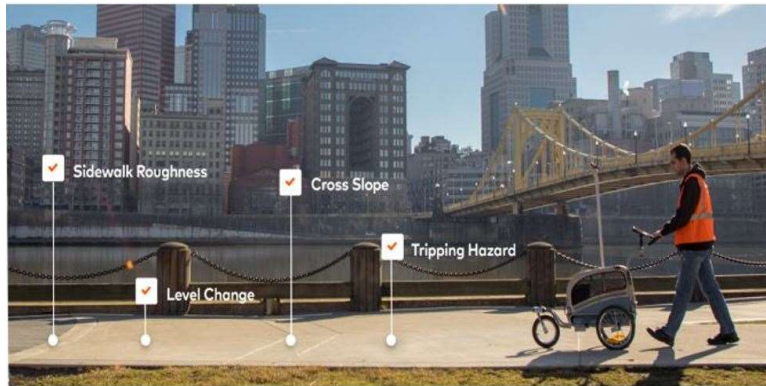 Sidewalk Roughness
Cross Slope
Tripping Hazard
Level Change